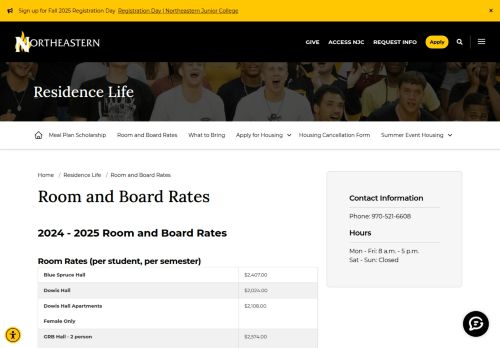 Sign up for Fall 2025 Registration Day Registration Day | Northeastern Junior College ×
NORTHEASTERN GIVE ACCESS NJC REQUEST INFO Apply
Residence Life
Meal Plan Scholarship Room and Board Rates What to Bring Apply for Housing Housing Cancellation Form Summer Event Housing
Home / Residence Life / Room and Board Rates
Room and Board Rates
2024 - 2025 Room and Board Rates
Room Rates (per student, per semester)
Blue Spruce Hall $2,407.00
Dowis Hall $2,024.00
Dowis Hall Apartments $2,108.00
Female Only
GRB Hall - 2 person $2,574.00
Contact Information
Phone: 970-521-6608
Hours
Mon - Fri: 8 a.m. - 5 p.m.
Sat - Sun: Closed